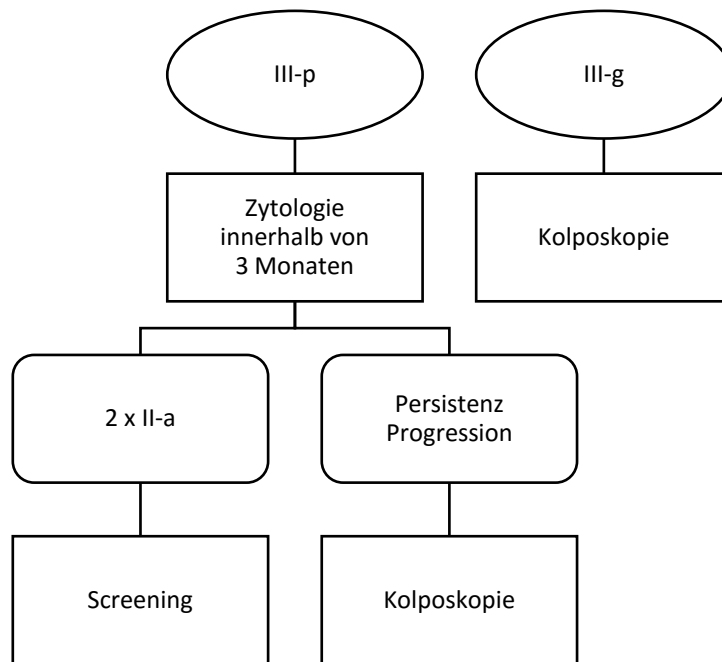 III-p
III-g
Zytologie
innerhalb von
3 Monaten
Kolposkopie
2 x II-a
Persistenz
Progression
Screening
Kolposkopie